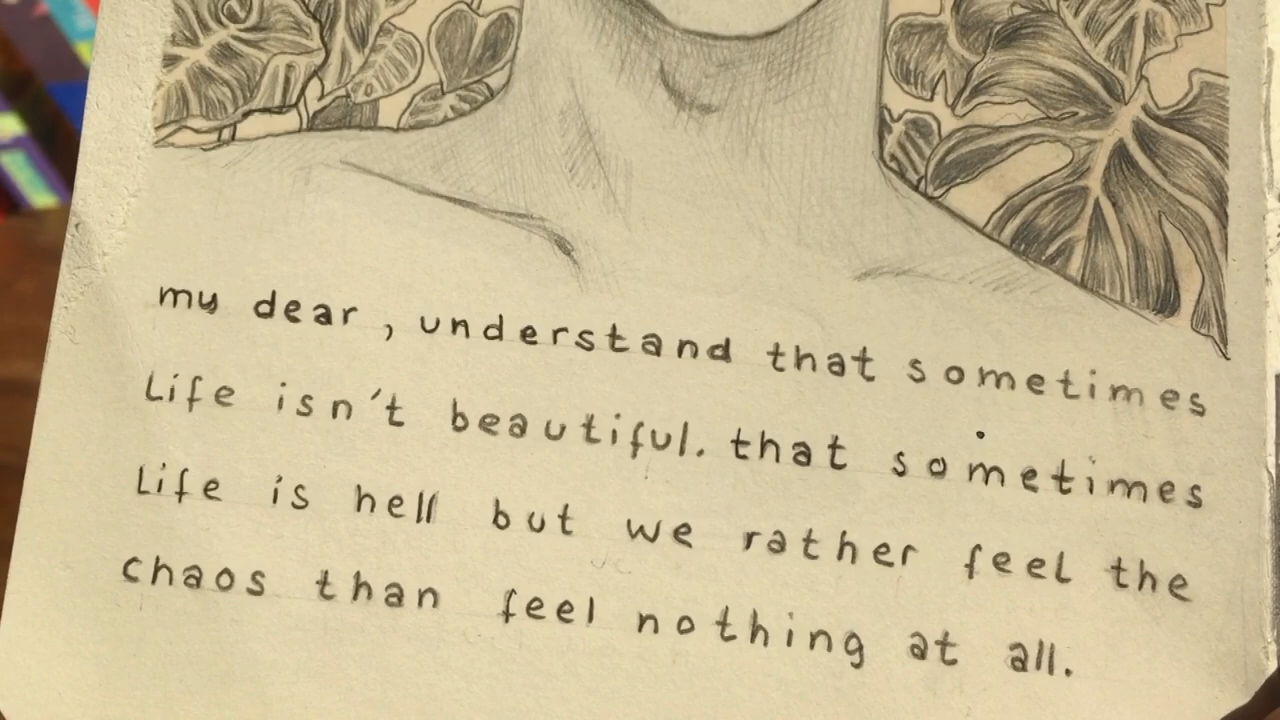 my dear, understand that sometimes
Life isn't beautiful. that sometimes
Life is hell but we rather feel the
chaos than feel nothing at all.